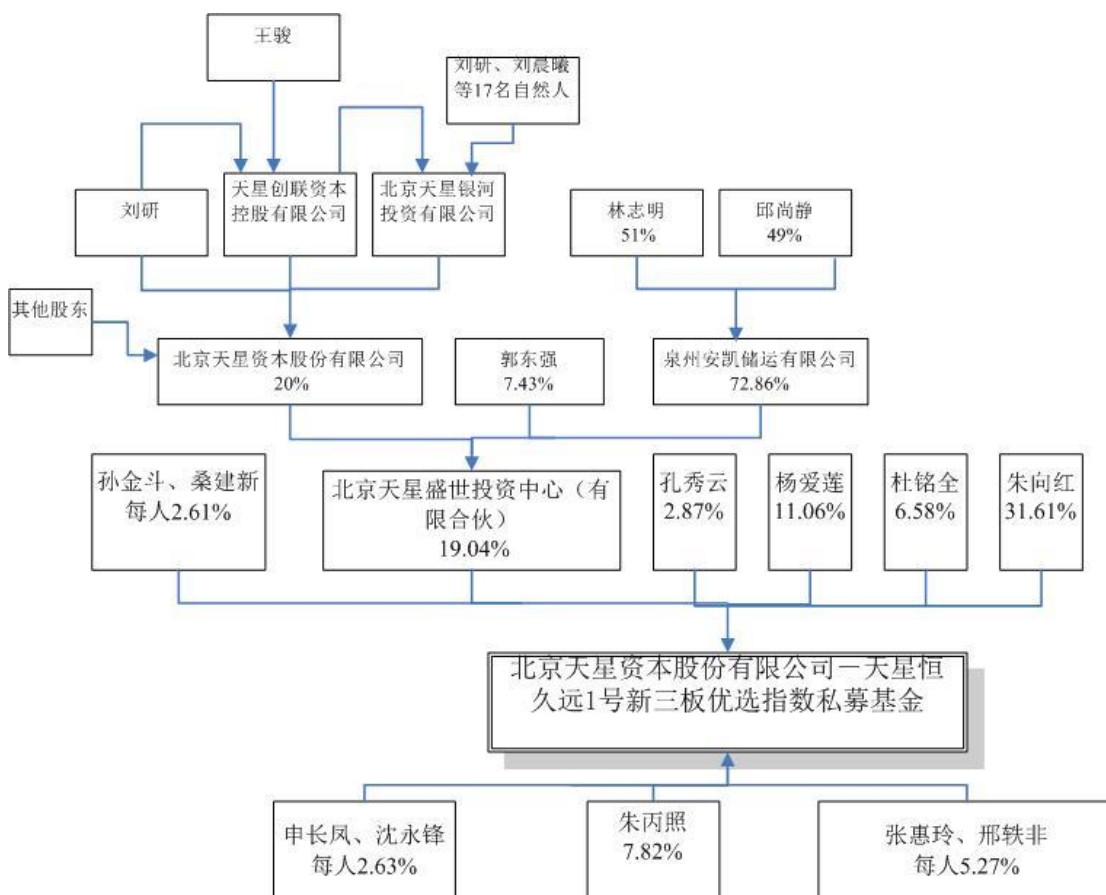 王骏
刘研、刘晨曦
等17名自然人
刘研
天星创联资本
控股有限公司
北京天星银河
投资有限公司
林志明
51%
邱尚静
49%
其他股东
北京天星资本股份有限公司
20%
郭东强
7.43%
泉州安凯储运有限公司
72.86%
孙金斗、桑建新
每人2.61%
北京天星盛世投资中心（有
限合伙）
19.04%
孔秀云
2.87%
杨爱莲
11.06%
杜铭全
6.58%
朱向红
31.61%
北京天星资本股份有限公司－天星恒
久远1号新三板优选指数私募基金
申长凤、沈永锋
每人2.63%
朱丙照
7.82%
张惠玲、邢轶非
每人5.27%